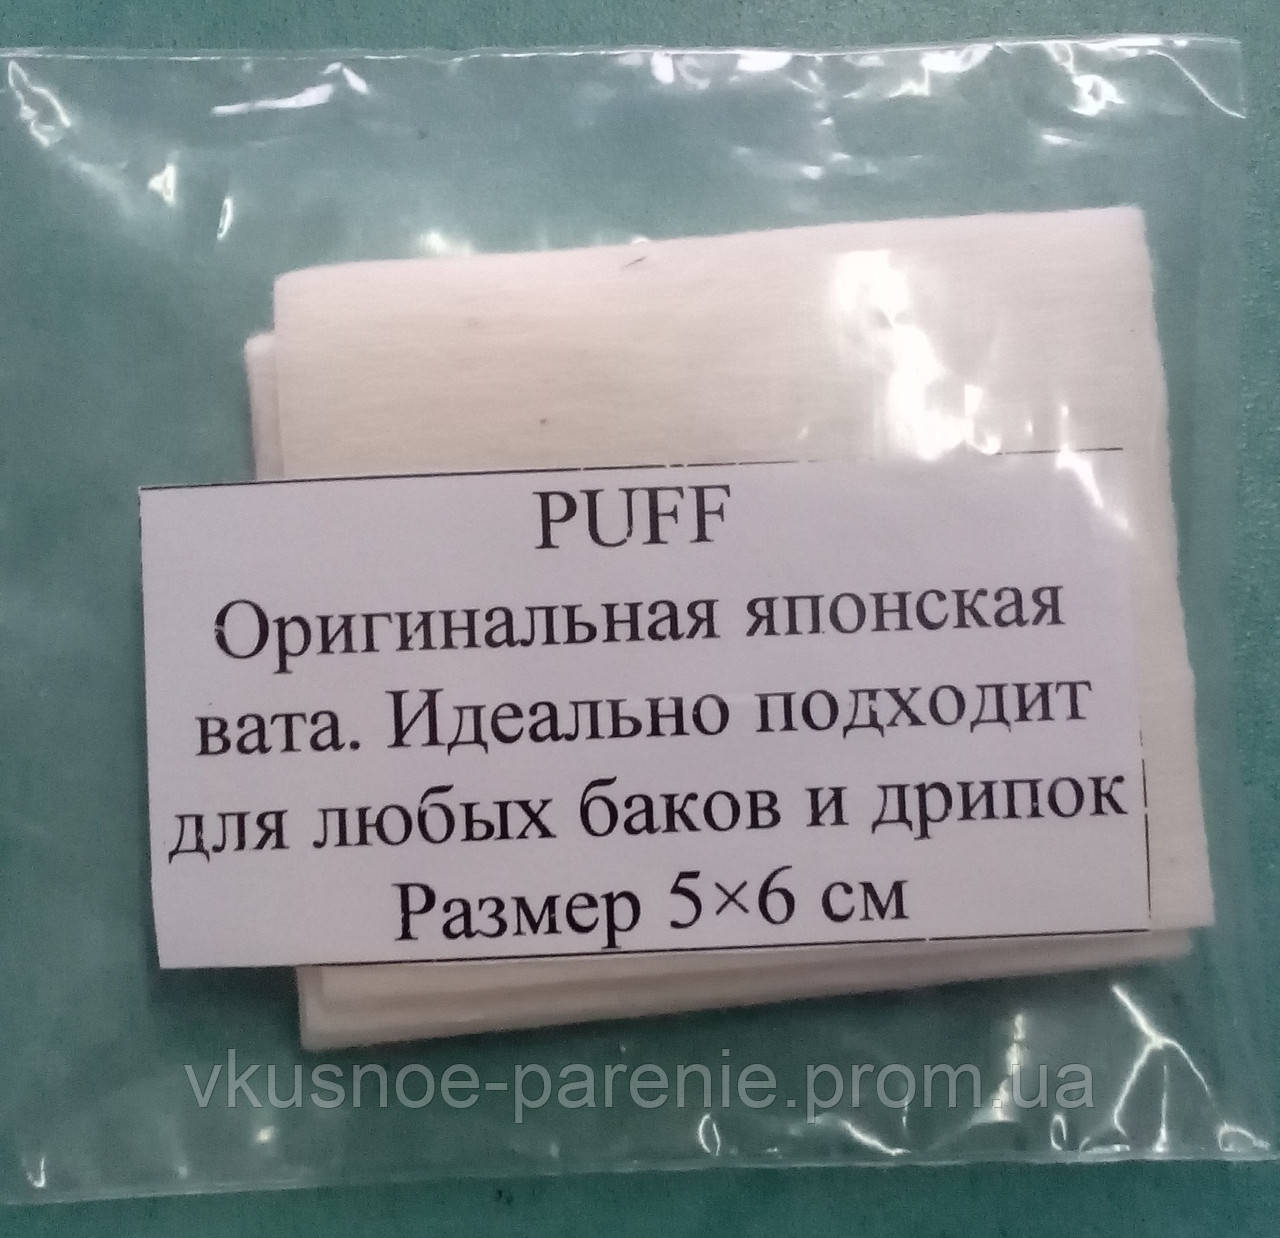 PUFF
Оригинальная японская
вата. Идеально подходит
для любых баков и дрипок
Размер 5×6 см
vkusnoe-parenie.prom.ua